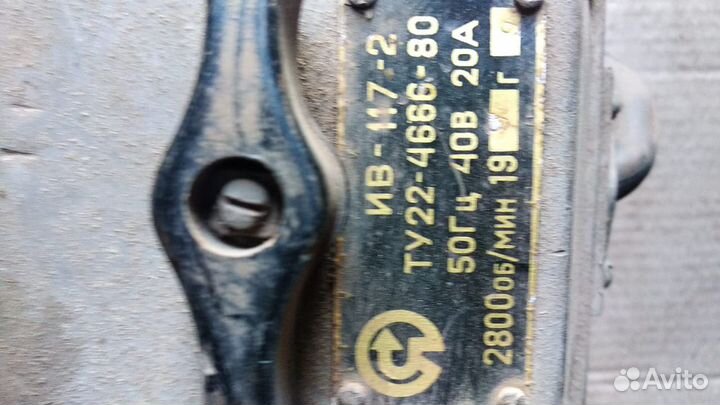 ИВ-117-2
ТУ22-4666-80
50ГЦ 40В 20А
2800ОБ/МИН 19 Г
Avito